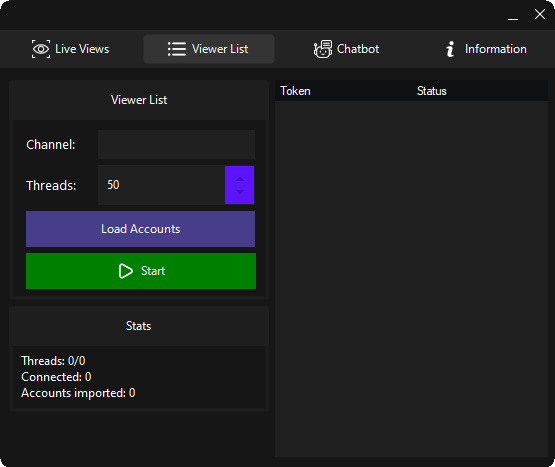 Live Views
Viewer List
Chatbot
Information
Viewer List
Channel:
Threads: 50
Load Accounts
Start
Stats
Threads: 0/0
Connected: 0
Accounts imported: 0
Token Status